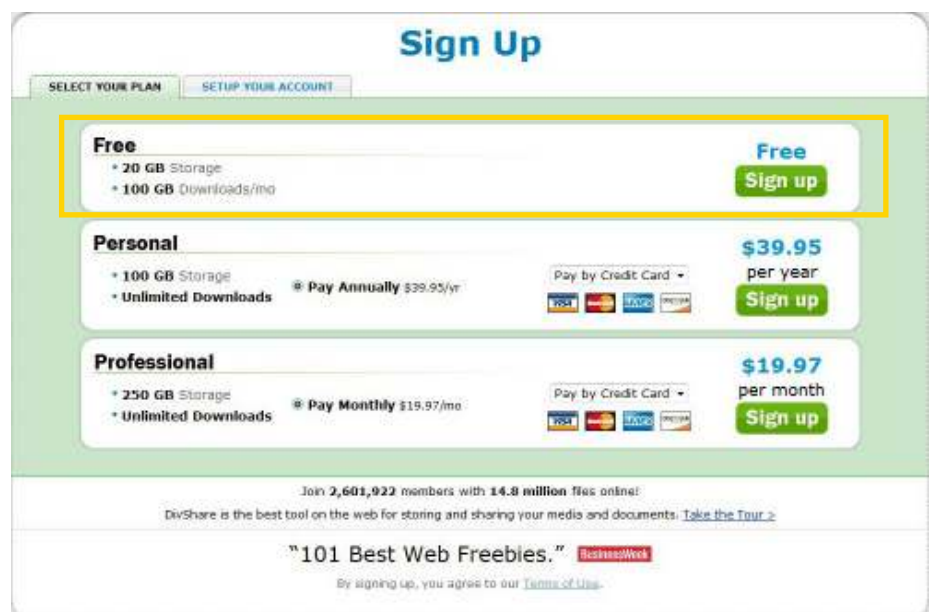 Sign Up
SELECT YOUR PLAN
SETUP YOUR ACCOUNT
Free
• 20 GB Storage
• 100 GB Downloads/mo
Free
Sign up
Personal
• 100 GB Storage
• Unlimited Downloads
Pay Annually $39.95/yr
Pay by Credit Card
VISA
$39.95
per year
Sign up
Professional
• 250 GB Storage
• Unlimited Downloads
Pay Monthly $19.97/mo
Pay by Credit Card
VISA
$19.97
per month
Sign up
Join 2,601,922 members with 14.8 million files online!
DivShare is the best tool on the web for storing and sharing your media and documents. Take the Tour >
“101 Best Web Freebies.” BusinessWeek
By signing up, you agree to our Terms of Use.